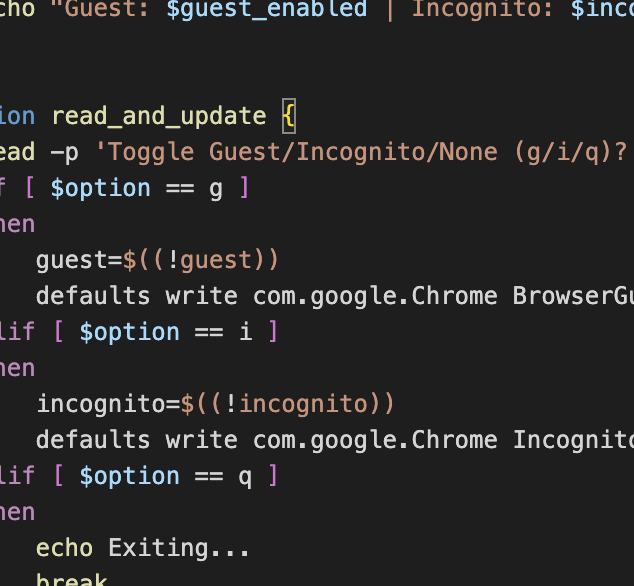 cho "Guest: $guest_enabled | Incognito: $inco
ion read_and_update {
ead -p 'Toggle Guest/Incognito/None (g/i/q)?
f [ $option == g ]
hen
guest=$((!guest))
defaults write com.google.Chrome BrowserGu
lif [ $option == i ]
hen
incognito=$((!incognito))
defaults write com.google.Chrome Incognito
lif [ $option == q ]
hen
echo Exiting...
break